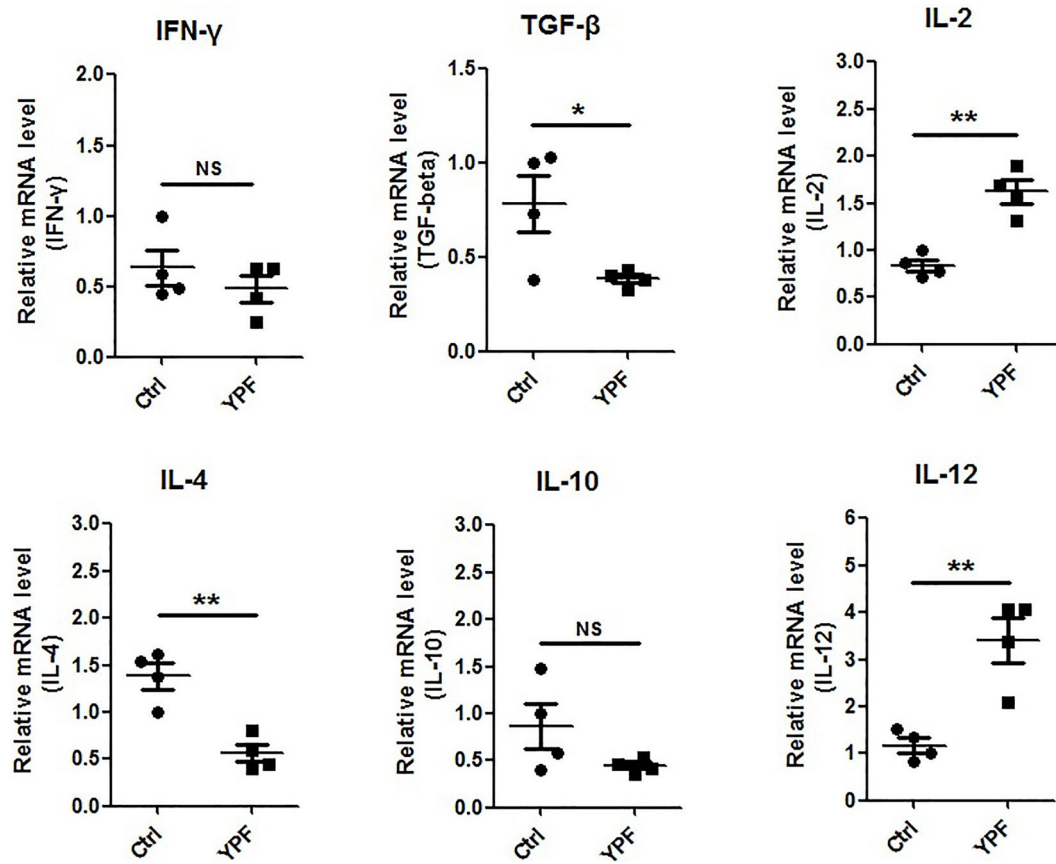 IFN-γ
Relative mRNA level
(IFN-γ)
2.0
1.5
1.0
0.5
0.0
NS
Ctrl
YPF
TGF-β
Relative mRNA level
(TGF-beta)
1.5
1.0
0.5
0.0
*
Ctrl
YPF
IL-2
Relative mRNA level
(IL-2)
3.0
2.5
2.0
1.5
1.0
0.5
0.0
**
Ctrl
YPF
IL-4
Relative mRNA level
(IL-4)
3.0
2.5
2.0
1.5
1.0
0.5
0.0
**
Ctrl
YPF
IL-10
Relative mRNA level
(IL-10)
3.0
2.5
2.0
1.5
1.0
0.5
0.0
NS
Ctrl
YPF
IL-12
Relative mRNA level
(IL-12)
6
5
4
3
2
1
0
**
Ctrl
YPF